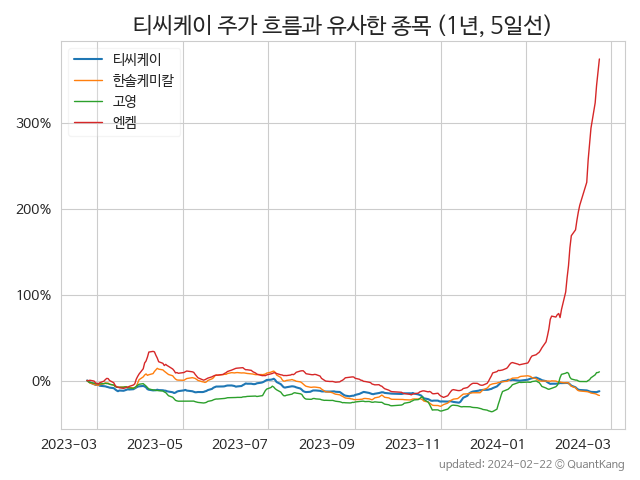 티씨케이 주가 흐름과 유사한 종목 (1년, 5일선)
티씨케이
한솔케미칼
고영
엔켐
300%
200%
100%
0%
2023-03 2023-05 2023-07 2023-09 2023-11 2024-01 2024-03
updated: 2024-02-22 © QuantKang